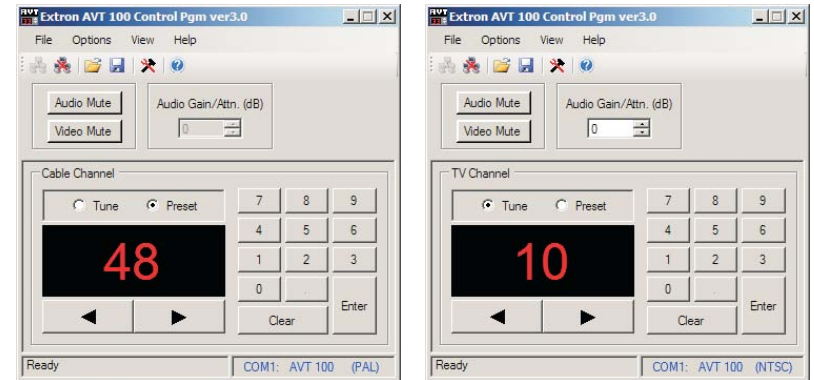 Extron AVT 100 Control Pgm ver3.0
File Options View Help
Audio Mute
Video Mute
Audio Gain/Attn. (dB)
0
Cable Channel
Tune Preset
48
7 8 9
4 5 6
1 2 3
0 .
Enter
Clear
Ready
COM1: AVT 100 (PAL)
Extron AVT 100 Control Pgm ver3.0
File Options View Help
Audio Mute
Video Mute
Audio Gain/Attn. (dB)
0
TV Channel
Tune Preset
10
7 8 9
4 5 6
1 2 3
0 .
Enter
Clear
Ready
COM1: AVT 100 (NTSC)